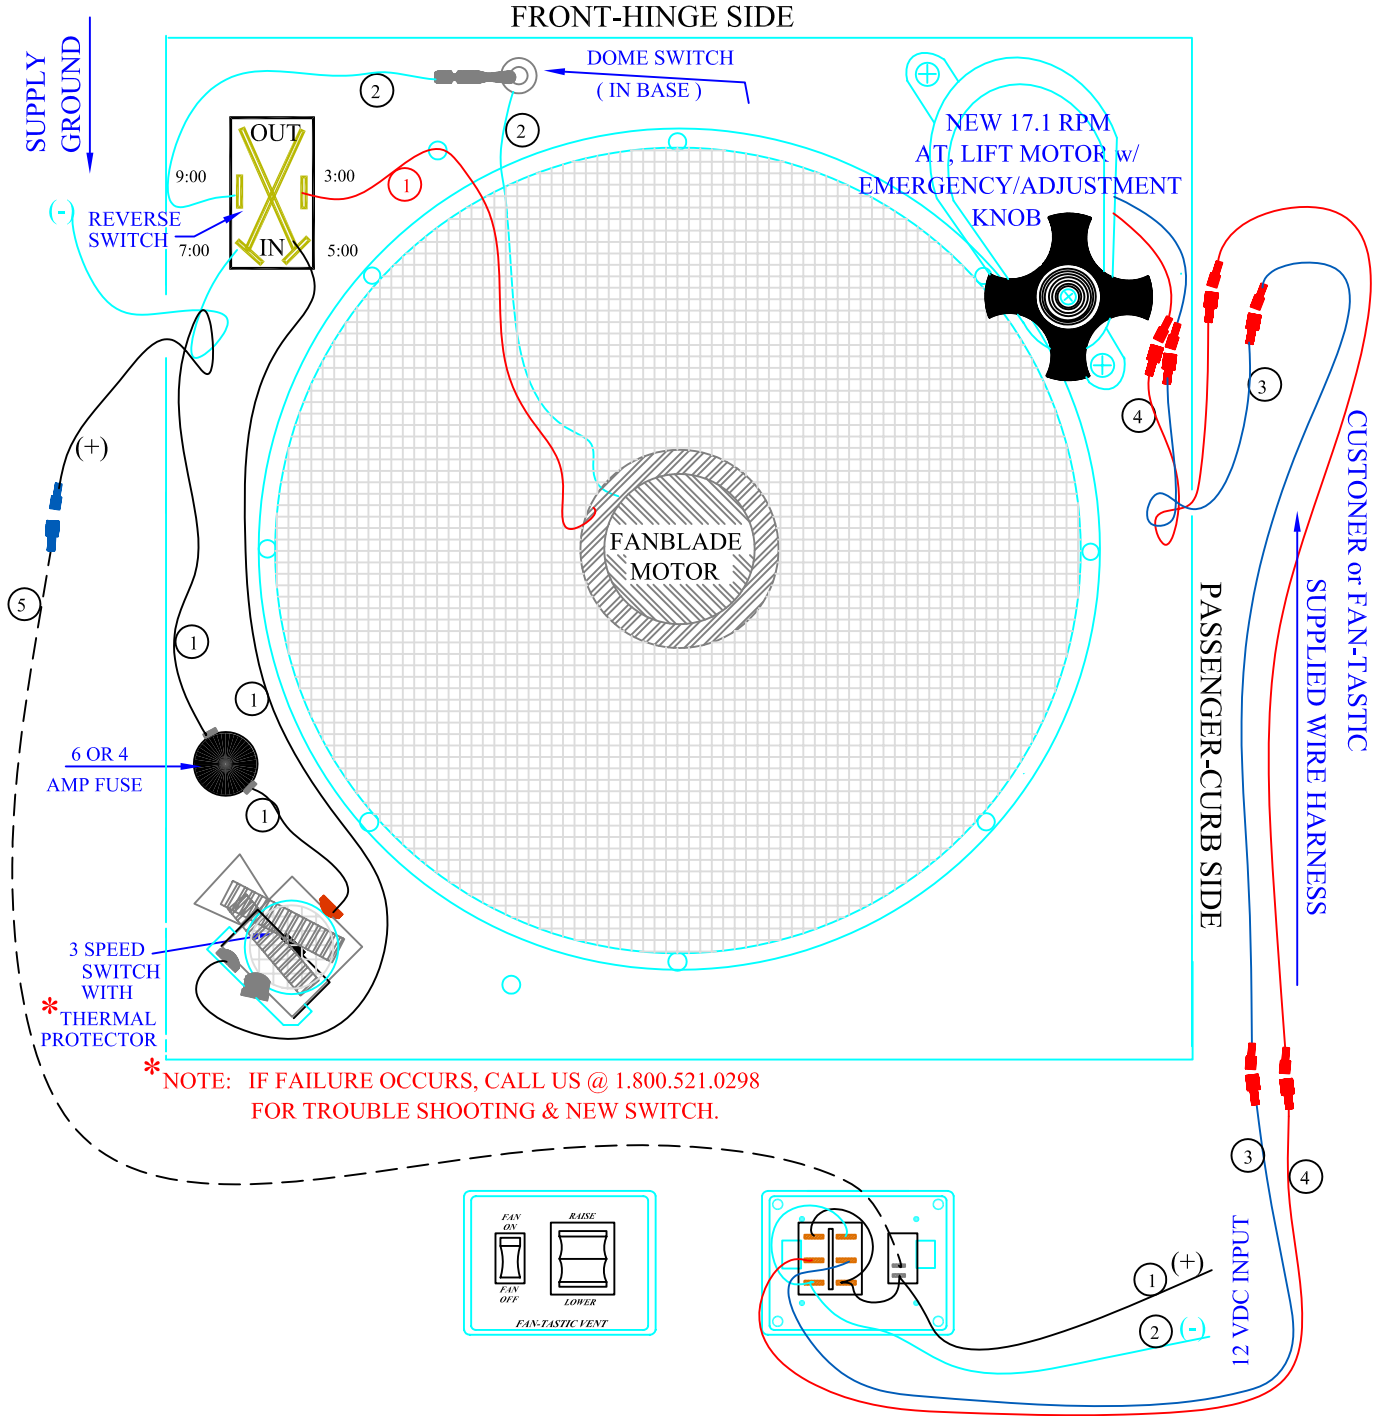 FRONT-HINGE SIDE
SUPPLY
GROUND
DOME SWITCH
( IN BASE )
2
2
OUT
9:00
3:00
1
(-)
REVERSE
SWITCH
7:00
IN
5:00
NEW 17.1 RPM
AT, LIFT MOTOR w/
EMERGENCY/ADJUSTMENT
KNOB
3
4
(+)
CUSTONER or FAN-TASTIC
SUPPLIED WIRE HARNESS
PASSENGER-CURB SIDE
FANBLADE
MOTOR
5
1
1
6 OR 4
AMP FUSE
1
3 SPEED
SWITCH
WITH
* THERMAL
PROTECTOR
* NOTE: IF FAILURE OCCURS, CALL US @ 1.800.521.0298
FOR TROUBLE SHOOTING & NEW SWITCH.
3
4
FAN
ON
RAISE
FAN
OFF
LOWER
FAN-TASTIC VENT
1
(+)
2
(-)
12 VDC INPUT